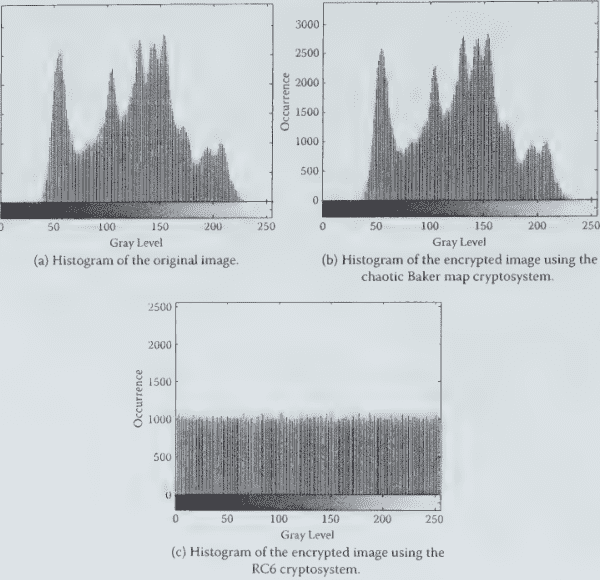 3000
2500
2000
1500
1000
500
0
Occurrence
0 50 100 150 200 250
Gray Level
(a) Histogram of the original image.
0 50 100 150 200 250
Gray Level
(b) Histogram of the encrypted image using the
chaotic Baker map cryptosystem.
2500
2000
1500
1000
500
0
Occurrence
0 50 100 150 200 250
Gray Level
(c) Histogram of the encrypted image using the
RC6 cryptosystem.